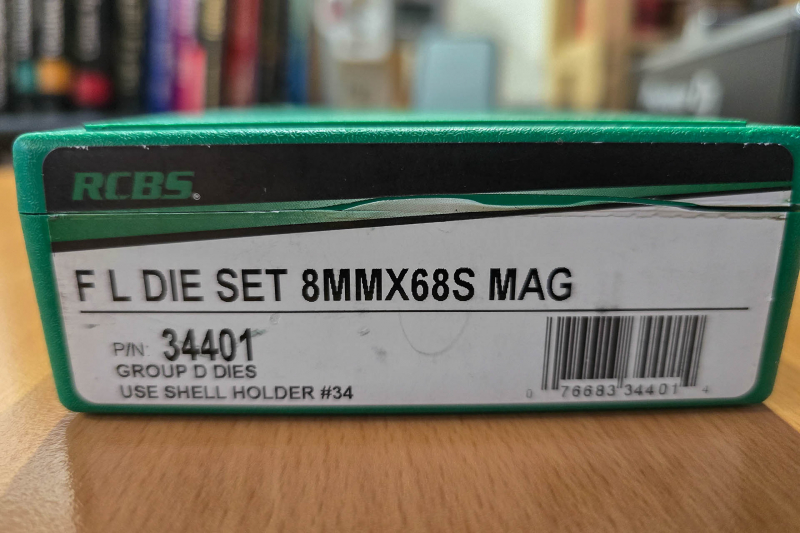 RCBS®
F L DIE SET 8MMX68S MAG
P/N: 34401
GROUP D DIES
USE SHELL HOLDER #34
0 76683 34401 4